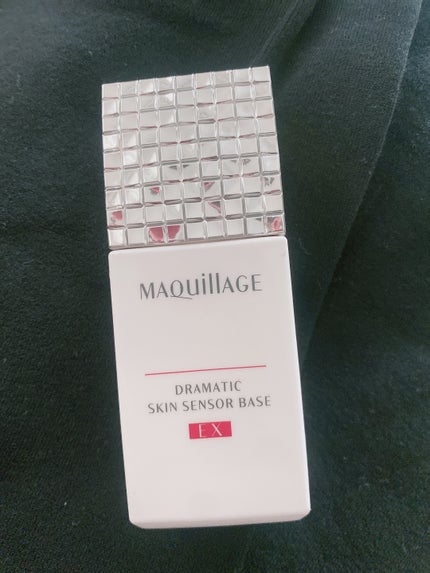 MAQuillAGE
DRAMATIC
SKIN SENSOR BASE
EX